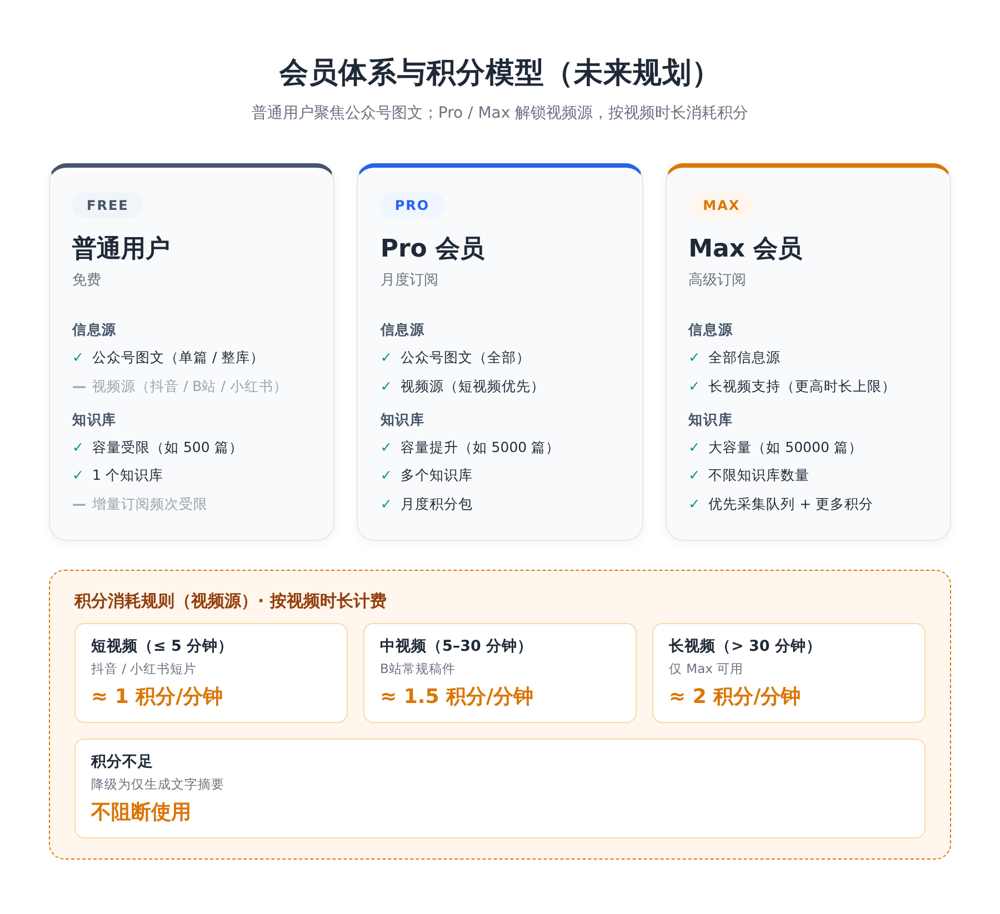 会员体系与积分模型（未来规划）
普通用户聚焦公众号图文；Pro / Max 解锁视频源，按视频时长消耗积分
FREE
普通用户
免费
信息源
✓ 公众号图文（单篇 / 整库）
— 视频源（抖音 / B站 / 小红书）
知识库
✓ 容量受限（如 500 篇）
✓ 1 个知识库
— 增量订阅频次受限
PRO
Pro 会员
月度订阅
信息源
✓ 公众号图文（全部）
✓ 视频源（短视频优先）
知识库
✓ 容量提升（如 5000 篇）
✓ 多个知识库
✓ 月度积分包
MAX
Max 会员
高级订阅
信息源
✓ 全部信息源
✓ 长视频支持（更高时长上限）
知识库
✓ 大容量（如 50000 篇）
✓ 不限知识库数量
✓ 优先采集队列 + 更多积分
积分消耗规则（视频源）· 按视频时长计费
短视频（≤ 5 分钟）
抖音 / 小红书短片
≈ 1 积分/分钟
中视频（5–30 分钟）
B站常规稿件
≈ 1.5 积分/分钟
长视频（> 30 分钟）
仅 Max 可用
≈ 2 积分/分钟
积分不足
降级为仅生成文字摘要
不阻断使用